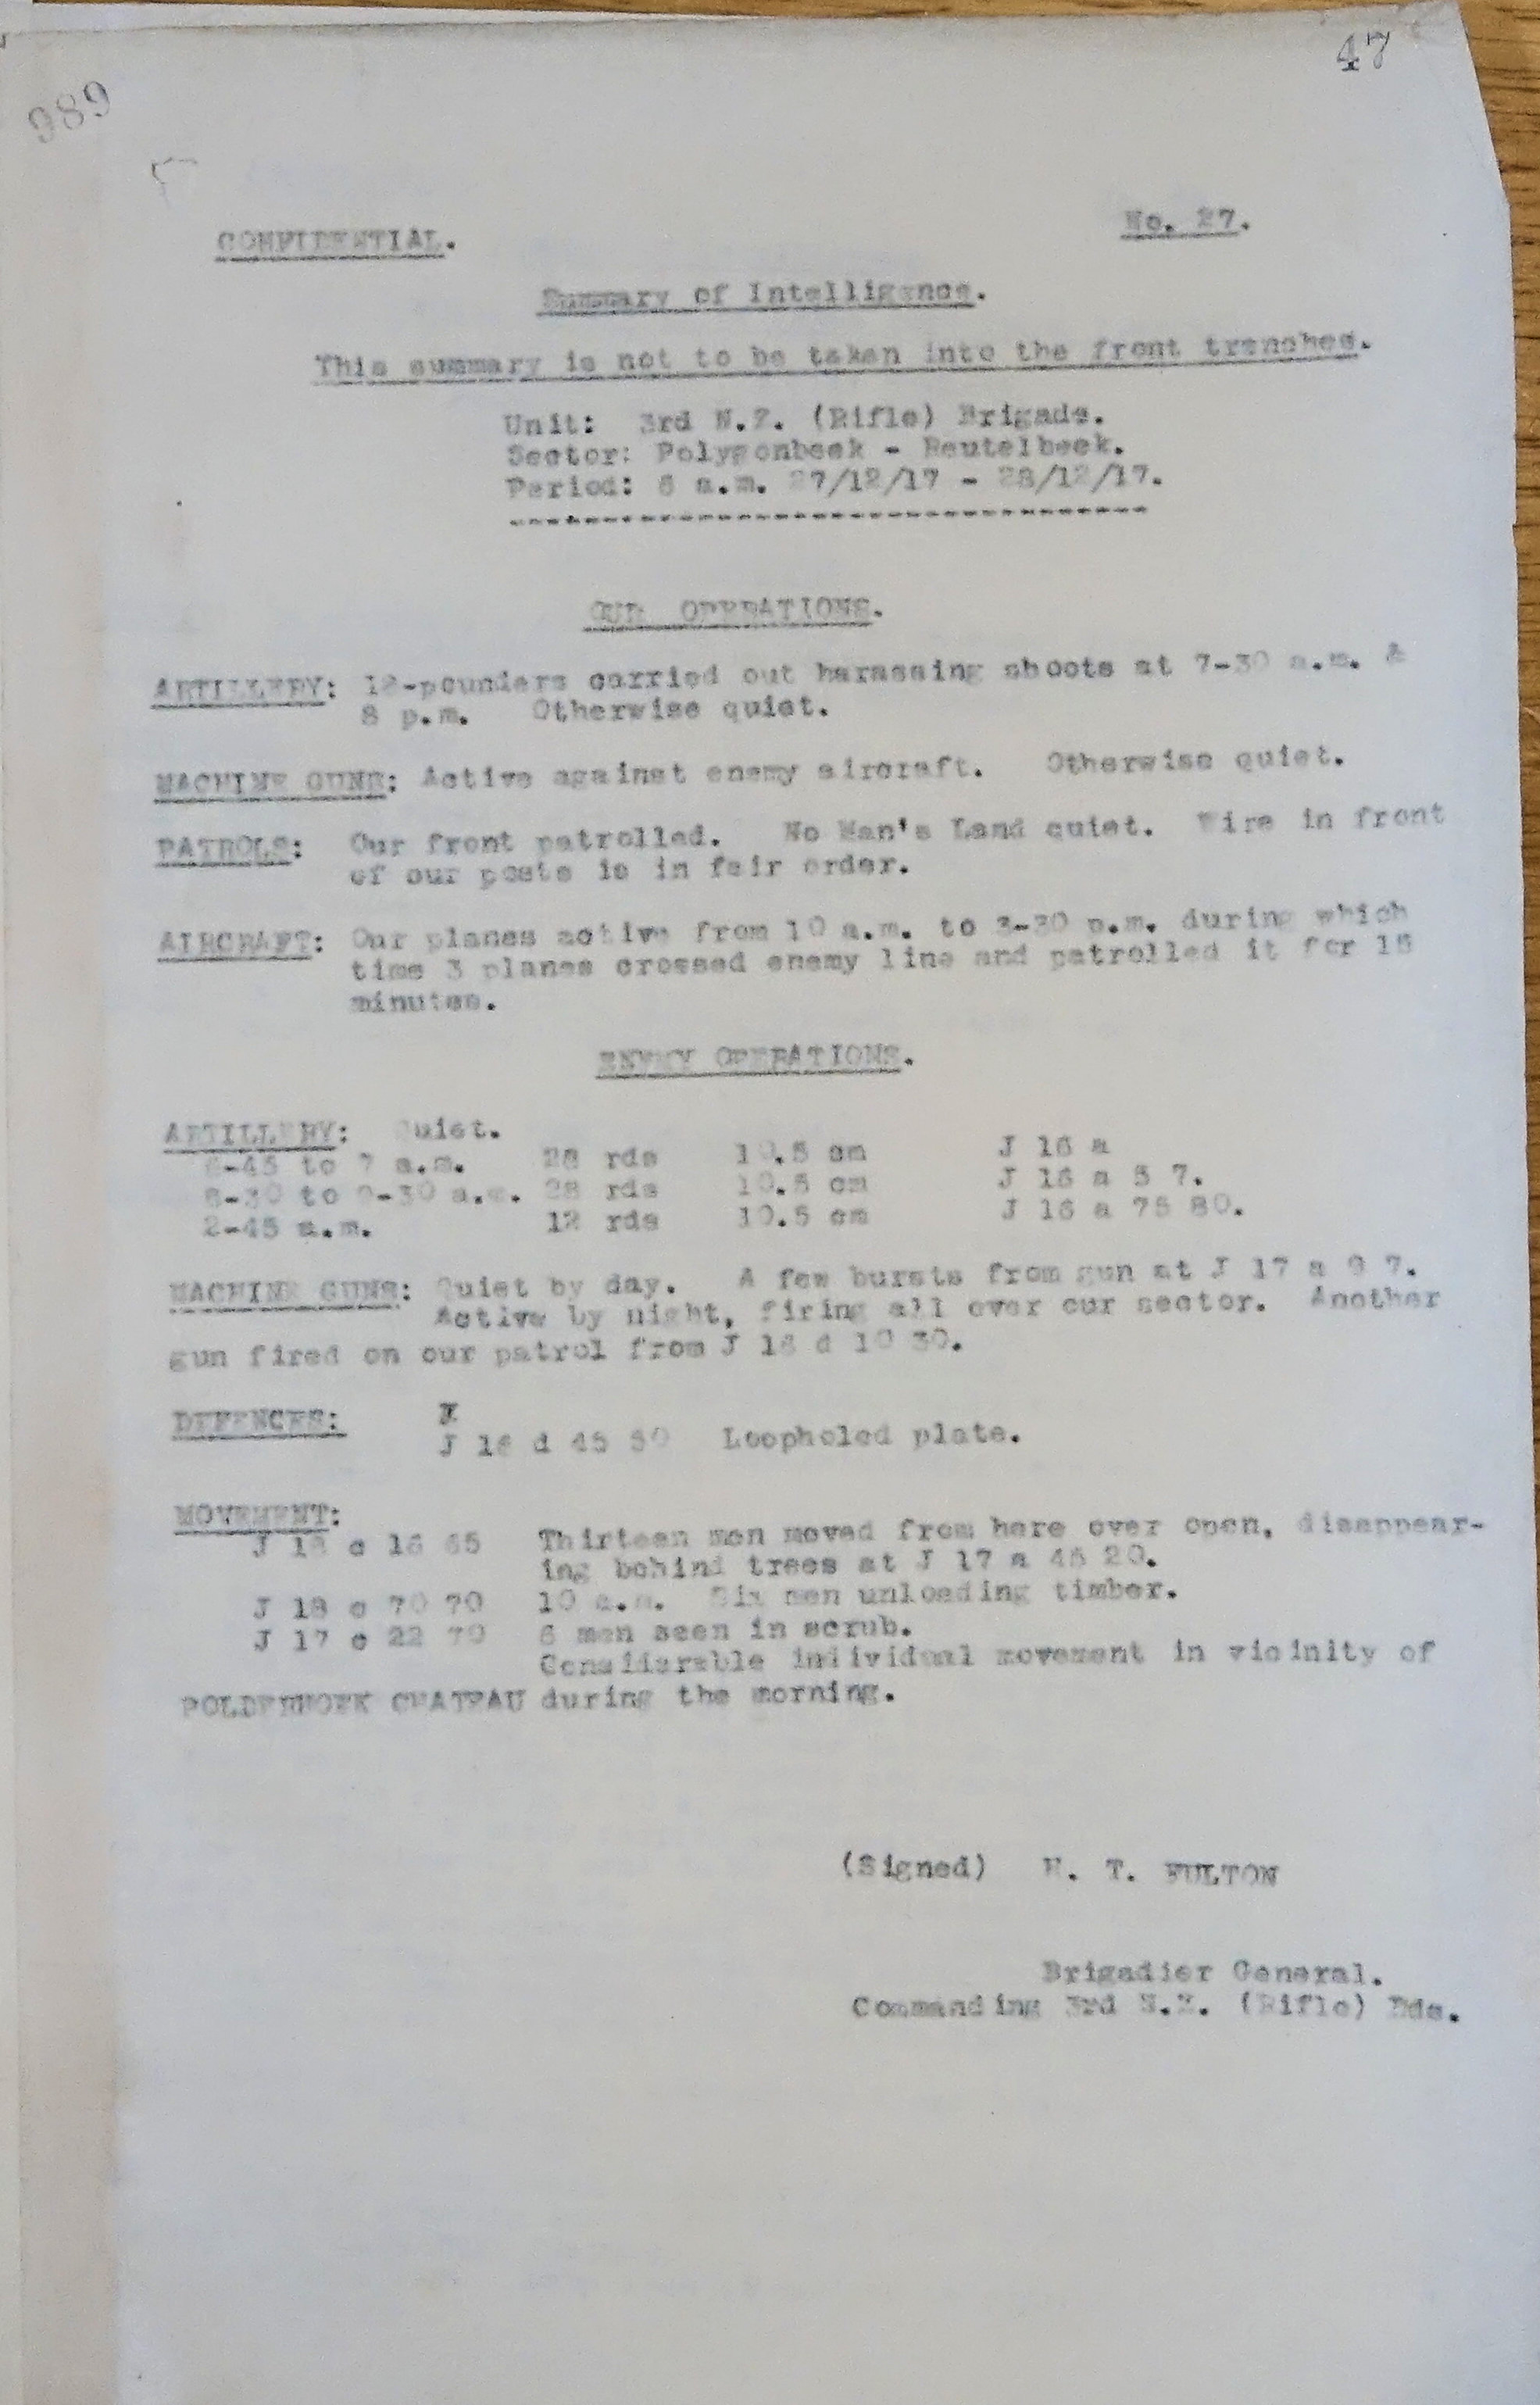 47
989
No. 27.
CONFIDENTIAL.
Summary of Intelligence.
This summary is not to be taken into the front trenches.
Unit: 3rd N.Z. (Rifle) Brigade.
Sector: Polygonbeek - Reutelbeek.
Period: 6 a.m. 27/12/17 - 28/12/17.
OUR OPERATIONS.
ARTILLERY: 18-pounders carried out harassing shoots at 7-30 a.m. &
8 p.m. Otherwise quiet.
MACHINE GUNS: Active against enemy aircraft. Otherwise quiet.
PATROLS: Our front patrolled. No Man's Land quiet. Wire in front
of our posts is in fair order.
AIRCRAFT: Our planes active from 10 a.m. to 3-30 p.m. during which
time 3 planes crossed enemy line and patrolled it for 15
minutes.
ENEMY OPERATIONS.
ARTILLERY: Quiet.
6-45 to 7 a.m. 28 rds 10.5 cm J 16 a
8-30 to 9-30 a.m. 28 rds 10.5 cm J 16 a 5 7.
2-45 a.m. 12 rds 10.5 cm J 16 a 75 80.
MACHINE GUNS: Quiet by day. A few bursts from gun at J 17 a 9 7.
Active by night, firing all over our sector. Another
gun fired on our patrol from J 16 d 10 30.
DEFENCES:
J 16 d 45 50 Loopholed plate.
MOVEMENT:
J 18 c 16 65 Thirteen men moved from here over open, disappear-
ing behind trees at J 17 a 45 20.
J 18 c 70 70 10 a.m. Six men unloading timber.
J 17 c 22 70 6 men seen in scrub.
Considerable individual movement in vicinity of
POLDERHOEK CHATEAU during the morning.
(Signed) H. T. FULTON
Brigadier General.
Commanding 3rd N.Z. (Rifle) Bde.